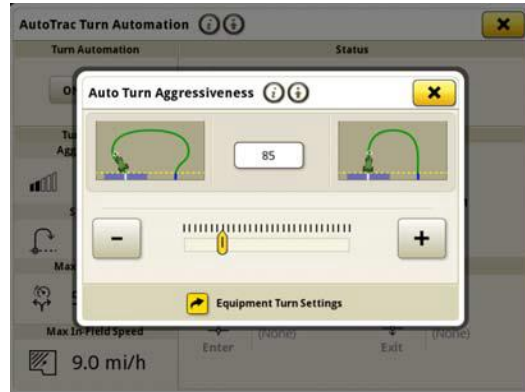 AutoTrac Turn Automation
Turn Automation
Status
Auto Turn Aggressiveness
85
Equipment Turn Settings
Max In-Field Speed
9.0 mi/h
(None)
Enter
(None)
Exit